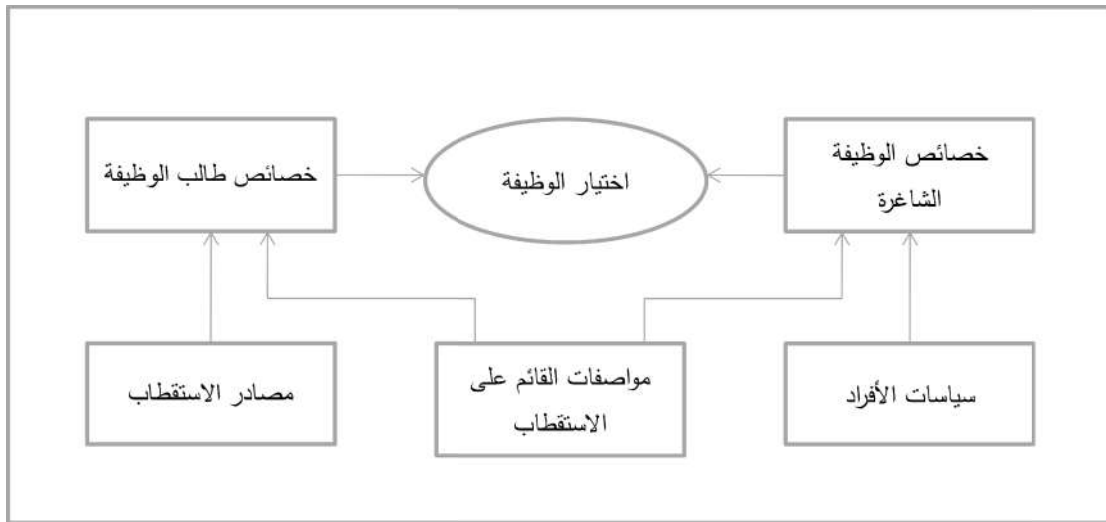 خصائص الوظيفة
الشاغرة
اختيار الوظيفة
خصائص طالب الوظيفة
سياسات الأفراد
مواصفات القائم على
الاستقطاب
مصادر الاستقطاب